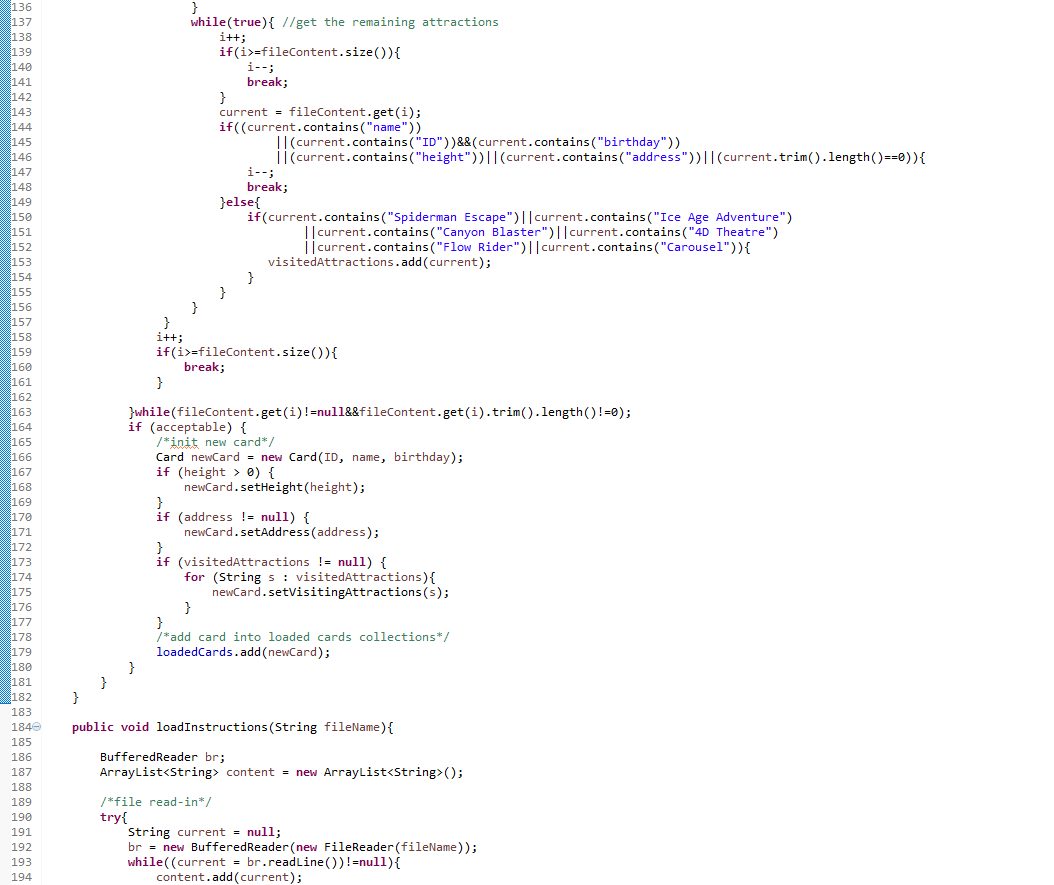 136 }
137 while(true){ //get the remaining attractions
138 i++;
139 if(i>=fileContent.size()){
140 i--;
141 break;
142 }
143 current = fileContent.get(i);
144 if((current.contains("name"))
145 ||(current.contains("ID"))&&(current.contains("birthday"))
146 ||(current.contains("height"))||(current.contains("address"))||(current.trim().length()==0)){
147 i--;
148 break;
149 }else{
150 if(current.contains("Spiderman Escape")||current.contains("Ice Age Adventure")
151 ||current.contains("Canyon Blaster")||current.contains("4D Theatre")
152 ||current.contains("Flow Rider")||current.contains("Carousel")){
153 visitedAttractions.add(current);
154 }
155 }
156 }
157 }
158 i++;
159 if(i>=fileContent.size()){
160 break;
161 }
162
163 }while(fileContent.get(i)!=null&&fileContent.get(i).trim().length()!=0);
164 if (acceptable) {
165 /*init new card*/
166 Card newCard = new Card(ID, name, birthday);
167 if (height > 0) {
168 newCard.setHeight(height);
169 }
170 if (address != null) {
171 newCard.setAddress(address);
172 }
173 if (visitedAttractions != null) {
174 for (String s : visitedAttractions){
175 newCard.setVisitingAttractions(s);
176 }
177 }
178 /*add card into loaded cards collections*/
179 loadedCards.add(newCard);
180 }
181 }
182 }
183
184 public void loadInstructions(String fileName){
185
186 BufferedReader br;
187 ArrayList<String> content = new ArrayList<String>();
188
189 /*file read-in*/
190 try{
191 String current = null;
192 br = new BufferedReader(new FileReader(fileName));
193 while((current = br.readLine())!=null){
194 content.add(current);